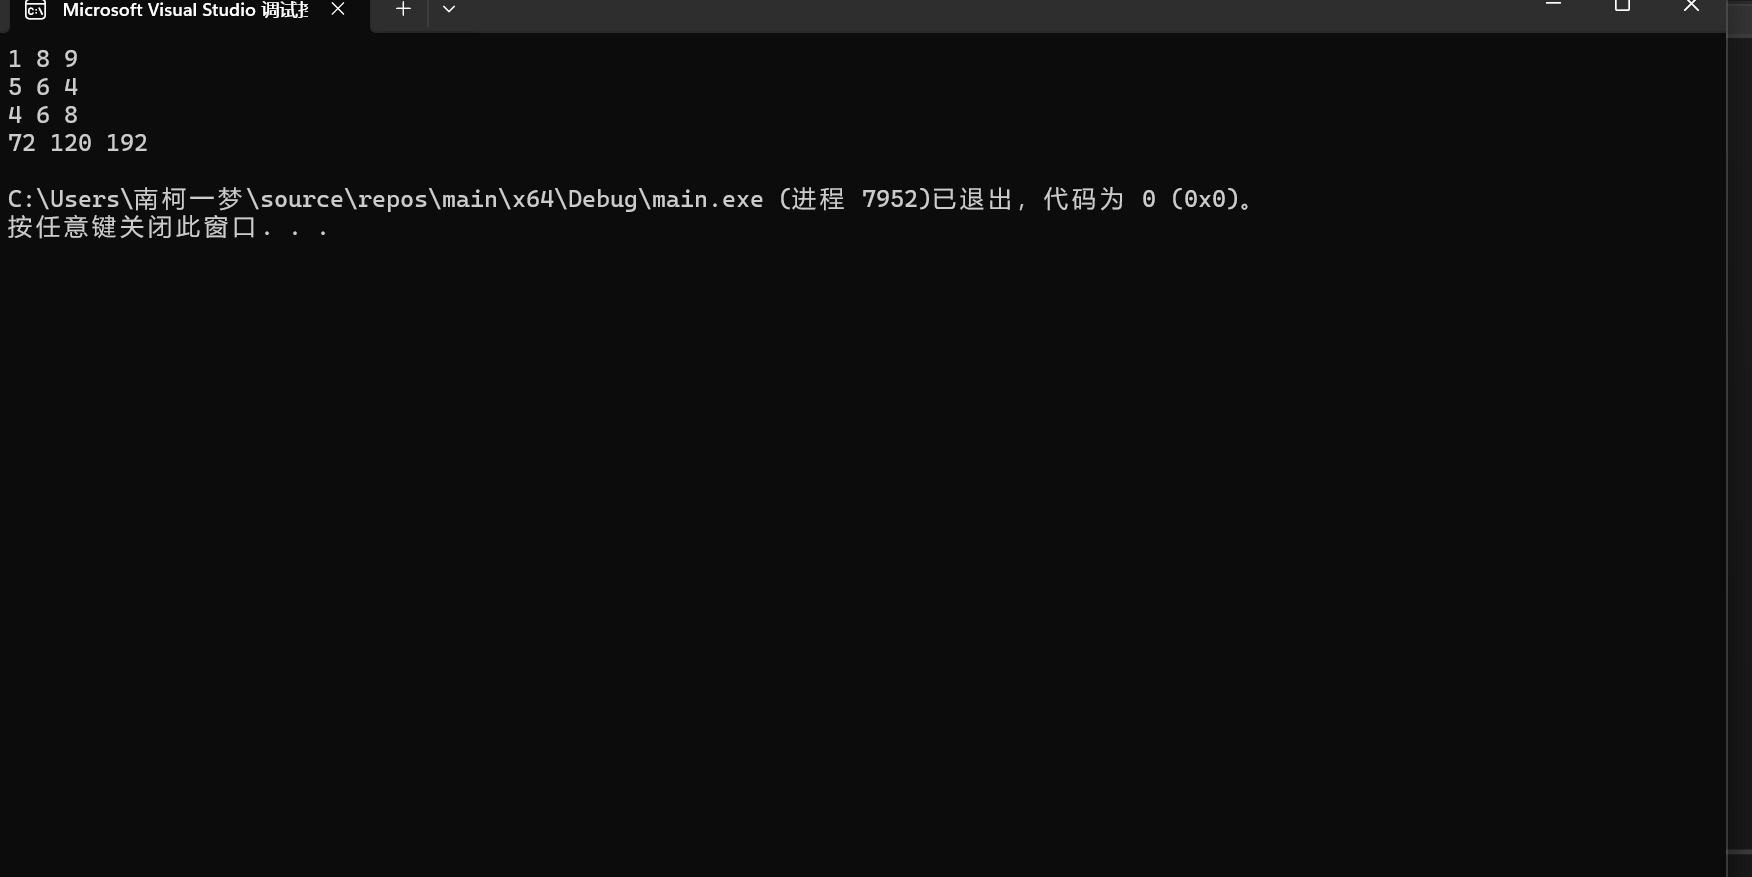 Microsoft Visual Studio 调试
1 8 9
5 6 4
4 6 8
72 120 192
C:\Users\南柯一梦\source\repos\main\x64\Debug\main.exe (进程 7952)已退出，代码为 0 (0x0)。
按任意键关闭此窗口. . .